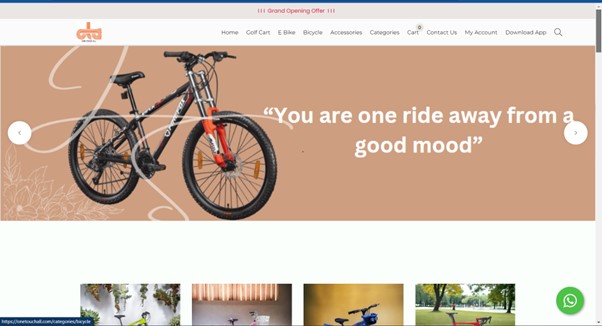 !!! Grand Opening Offer !!!
Home Golf Cart E Bike Bicycle Accessories Categories Cart 0 Contact Us My Account Download App
“You are one ride away from a
good mood”
https://onetouchutl.com/categories/bicycle